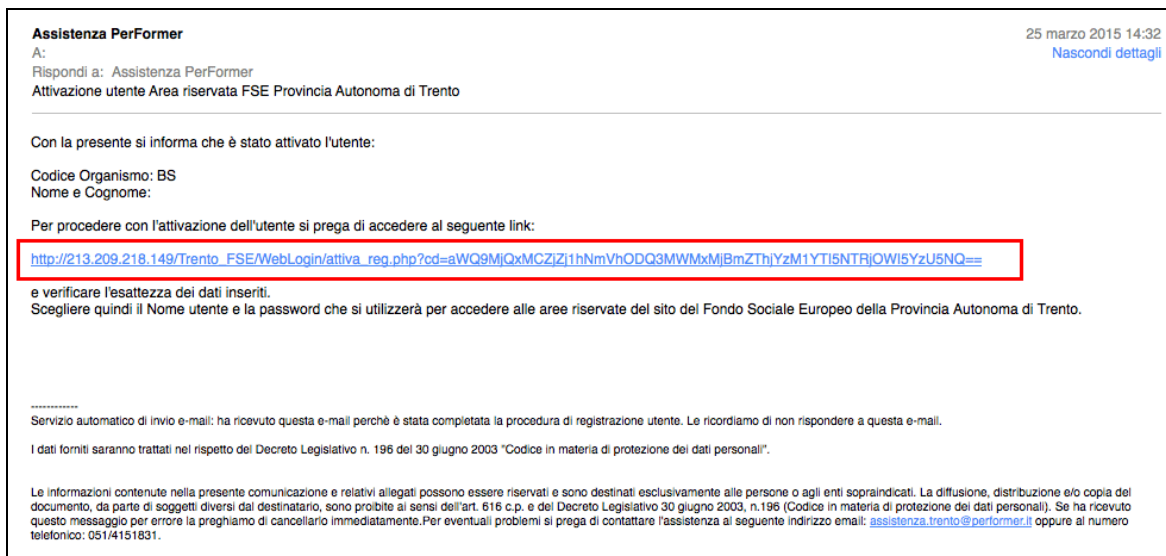 Assistenza PerFormer
25 marzo 2015 14:32
A:
Nascondi dettagli
Rispondi a: Assistenza PerFormer
Attivazione utente Area riservata FSE Provincia Autonoma di Trento
Con la presente si informa che è stato attivato l'utente:
Codice Organismo: BS
Nome e Cognome:
Per procedere con l'attivazione dell'utente si prega di accedere al seguente link:
http://213.209.218.149/Trento_FSE/WebLogin/attiva_reg.php?cd=aWQ9MjQxMCZjZj1hNmVhODQ3MWMxMjBmZThjYzM1YTI5NTRjOWI5YzU5NQ==
e verificare l'esattezza dei dati inseriti.
Scegliere quindi il Nome utente e la password che si utilizzerà per accedere alle aree riservate del sito del Fondo Sociale Europeo della Provincia Autonoma di Trento.
------------
Servizio automatico di invio e-mail: ha ricevuto questa e-mail perchè è stata completata la procedura di registrazione utente. Le ricordiamo di non rispondere a questa e-mail.
I dati forniti saranno trattati nel rispetto del Decreto Legislativo n. 196 del 30 giugno 2003 "Codice in materia di protezione dei dati personali".
Le informazioni contenute nella presente comunicazione e relativi allegati possono essere riservati e sono destinati esclusivamente alle persone o agli enti sopraindicati. La diffusione, distribuzione e/o copia del
documento, da parte di soggetti diversi dal destinatario, sono proibite ai sensi dell'art. 616 c.p. e del Decreto Legislativo 30 giugno 2003, n.196 (Codice in materia di protezione dei dati personali). Se ha ricevuto
questo messaggio per errore la preghiamo di cancellarlo immediatamente.Per eventuali problemi si prega di contattare l'assistenza al seguente indirizzo email: assistenza.trento@performer.it oppure al numero
telefonico: 051/4151831.